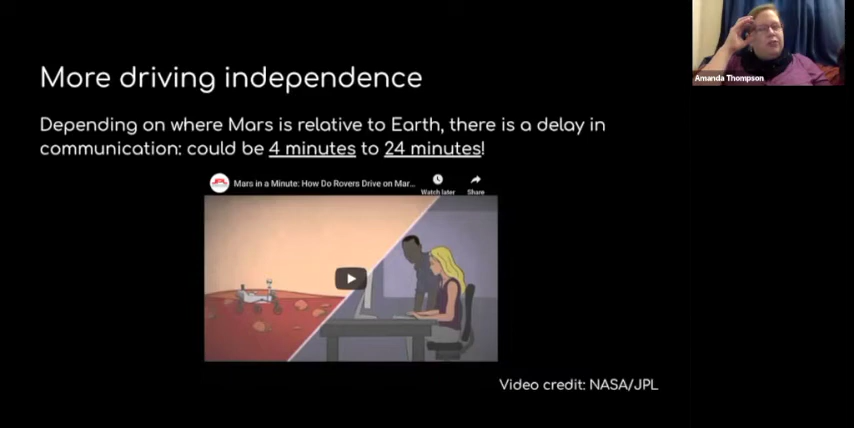 More driving independence
Depending on where Mars is relative to Earth, there is a delay in
communication: could be 4 minutes to 24 minutes!
Mars in a Minute: How Do Rovers Drive on Mar...
Watch later
Share
Video credit: NASA/JPL
Amanda Thompson